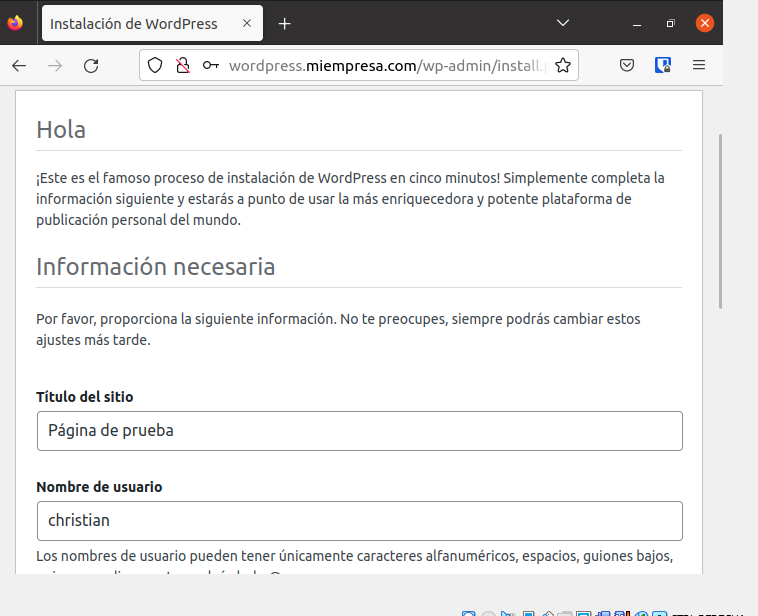 Instalación de WordPress
wordpress.miempresa.com/wp-admin/install.
Hola
¡Este es el famoso proceso de instalación de WordPress en cinco minutos! Simplemente completa la
información siguiente y estarás a punto de usar la más enriquecedora y potente plataforma de
publicación personal del mundo.
Información necesaria
Por favor, proporciona la siguiente información. No te preocupes, siempre podrás cambiar estos
ajustes más tarde.
Título del sitio
Página de prueba
Nombre de usuario
christian
Los nombres de usuario pueden tener únicamente caracteres alfanuméricos, espacios, guiones bajos,